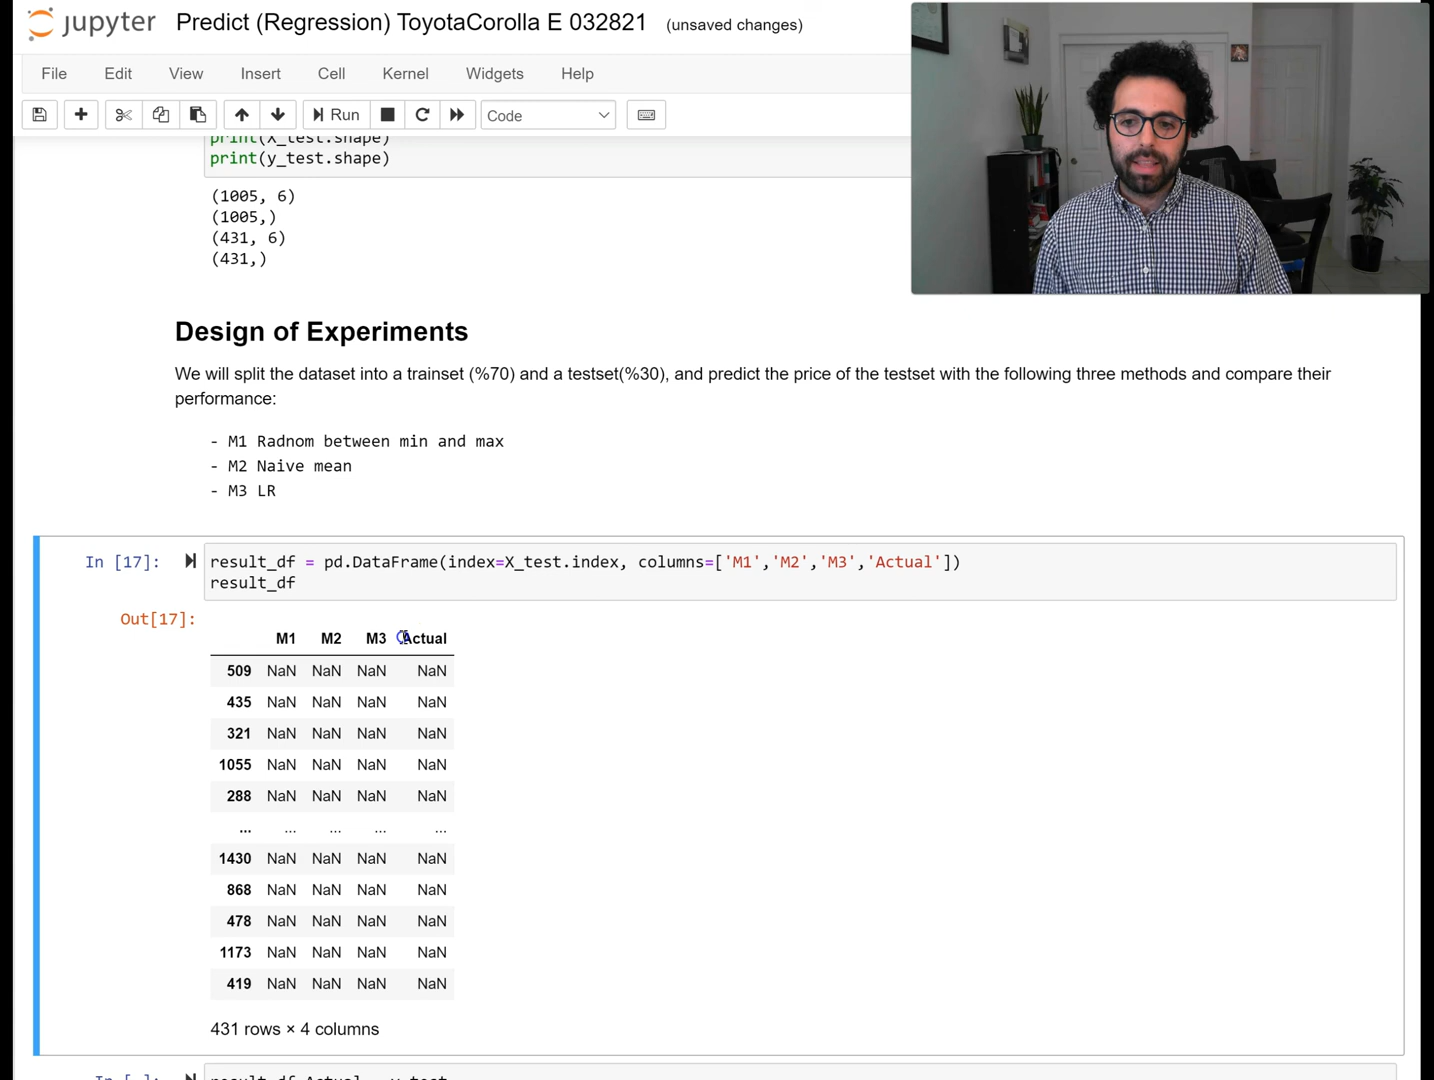 jupyter Predict (Regression) ToyotaCorolla E 032821 (unsaved changes)
File Edit View Insert Cell Kernel Widgets Help
Run Code
print(X_test.shape)
print(y_test.shape)
(1005, 6)
(1005,)
(431, 6)
(431,)
Design of Experiments
We will split the dataset into a trainset (%70) and a testset(%30), and predict the price of the testset with the following three methods and compare their
performance:
- M1 Radnom between min and max
- M2 Naive mean
- M3 LR
In [17]: result_df = pd.DataFrame(index=X_test.index, columns=['M1','M2','M3','Actual'])
result_df
Out[17]:
M1 M2 M3 Actual
509 NaN NaN NaN NaN
435 NaN NaN NaN NaN
321 NaN NaN NaN NaN
1055 NaN NaN NaN NaN
288 NaN NaN NaN NaN
... ... ... ... ...
1430 NaN NaN NaN NaN
868 NaN NaN NaN NaN
478 NaN NaN NaN NaN
1173 NaN NaN NaN NaN
419 NaN NaN NaN NaN
431 rows × 4 columns
In [ ]: result_df.Actual = y_test